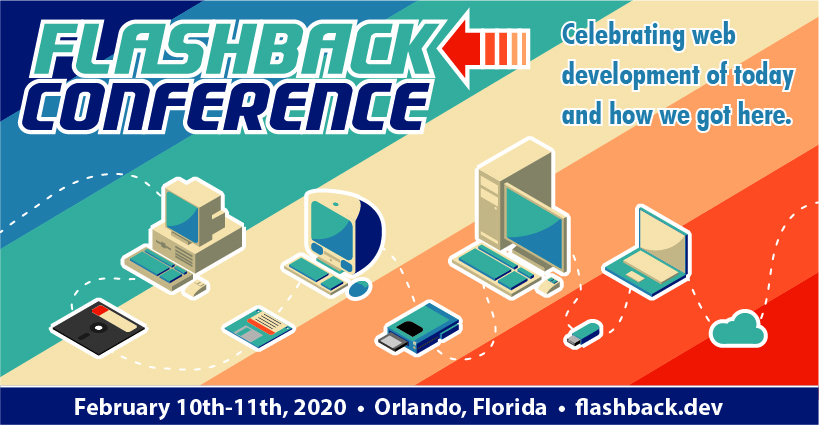 FLASHBACK
CONFERENCE
Celebrating web
development of today
and how we got here.
February 10th-11th, 2020 • Orlando, Florida • flashback.dev